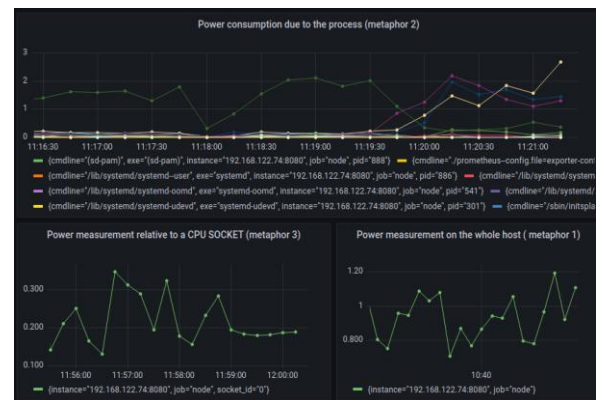 Power consumption due to the process (metaphor 2)
3
2
1
0
11:16:30 11:17:00 11:17:30 11:18:00 11:18:30 11:19:00 11:19:30 11:20:00 11:20:30 11:21:00
{cmdline="(sd-pam)", exe="(sd-pam)", instance="192.168.122.74:8080", job="node", pid="888"} {cmdline="./prometheus--config.file=exporter-conf
{cmdline="/lib/systemd/systemd--user", exe="systemd", instance="192.168.122.74:8080", job="node", pid="886"} {cmdline="/lib/systemd/system
{cmdline="/lib/systemd/systemd-oomd", exe="systemd-oomd", instance="192.168.122.74:8080", job="node", pid="541"} {cmdline="/lib/systemd/
{cmdline="/lib/systemd/systemd-udevd", exe="systemd-udevd", instance="192.168.122.74:8080", job="node", pid="301"} {cmdline="/sbin/initspla
Power measurement relative to a CPU SOCKET (metaphor 3)
0.300
0.200
0.100
11:56:00 11:57:00 11:58:00 11:59:00 12:00:00
{instance="192.168.122.74:8080", job="node", socket_id="0"}
Power measurement on the whole host ( metaphor 1)
1.20
1
0.800
10:40
{instance="192.168.122.74:8080", job="node"}